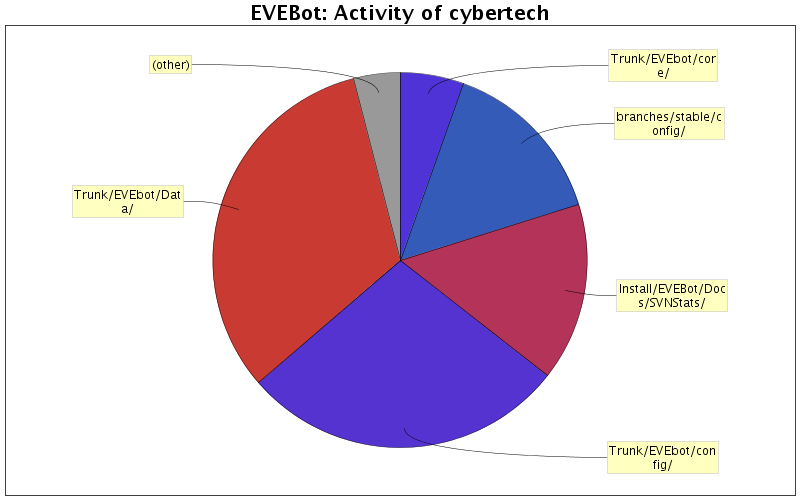 EVEBot: Activity of cybertech
(other)
Trunk/EVEbot/cor
e/
branches/stable/c
onfig/
Trunk/EVEbot/Dat
a/
Install/EVEBot/Doc
s/SVNStats/
Trunk/EVEbot/con
fig/